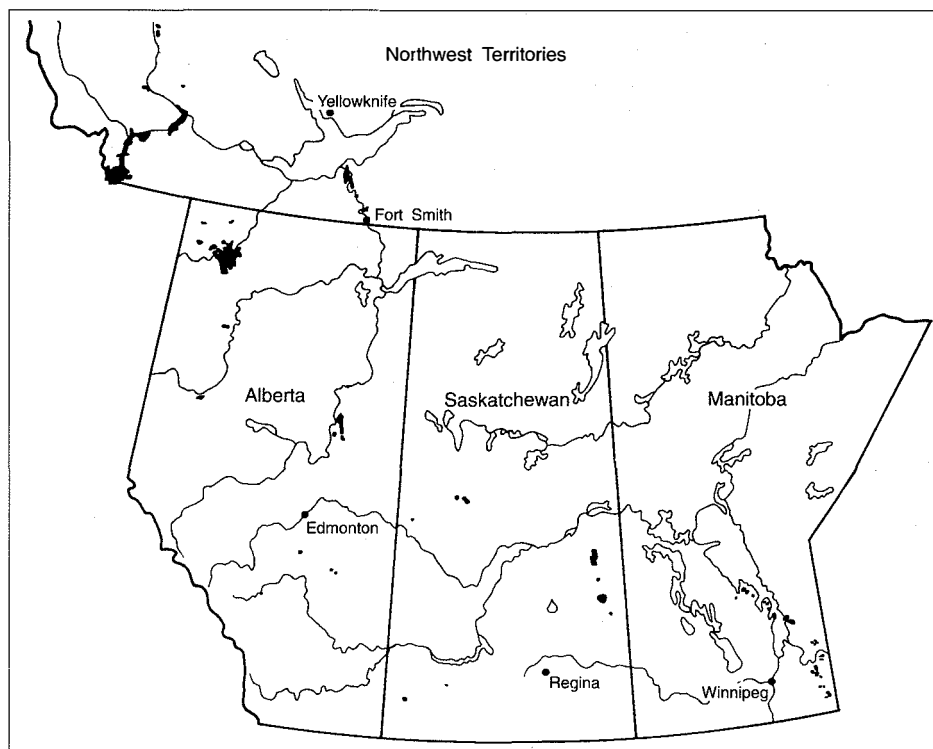 Northwest Territories
Yellowknife
Fort Smith
Alberta
Saskatchewan
Manitoba
Edmonton
Regina
Winnipeg